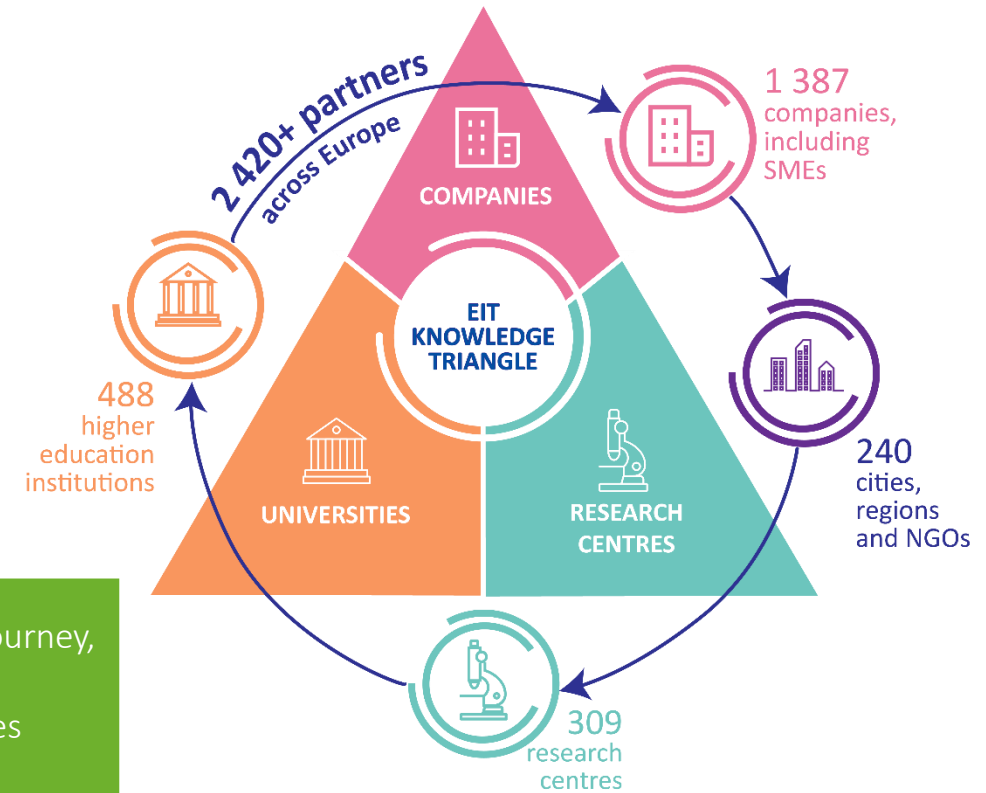 2 420+ partners
across Europe
COMPANIES
1 387
companies,
including
SMEs
EIT
KNOWLEDGE
TRIANGLE
488
higher
education
institutions
240
cities,
regions
and NGOs
UNIVERSITIES
RESEARCH
CENTRES
309
research
centres